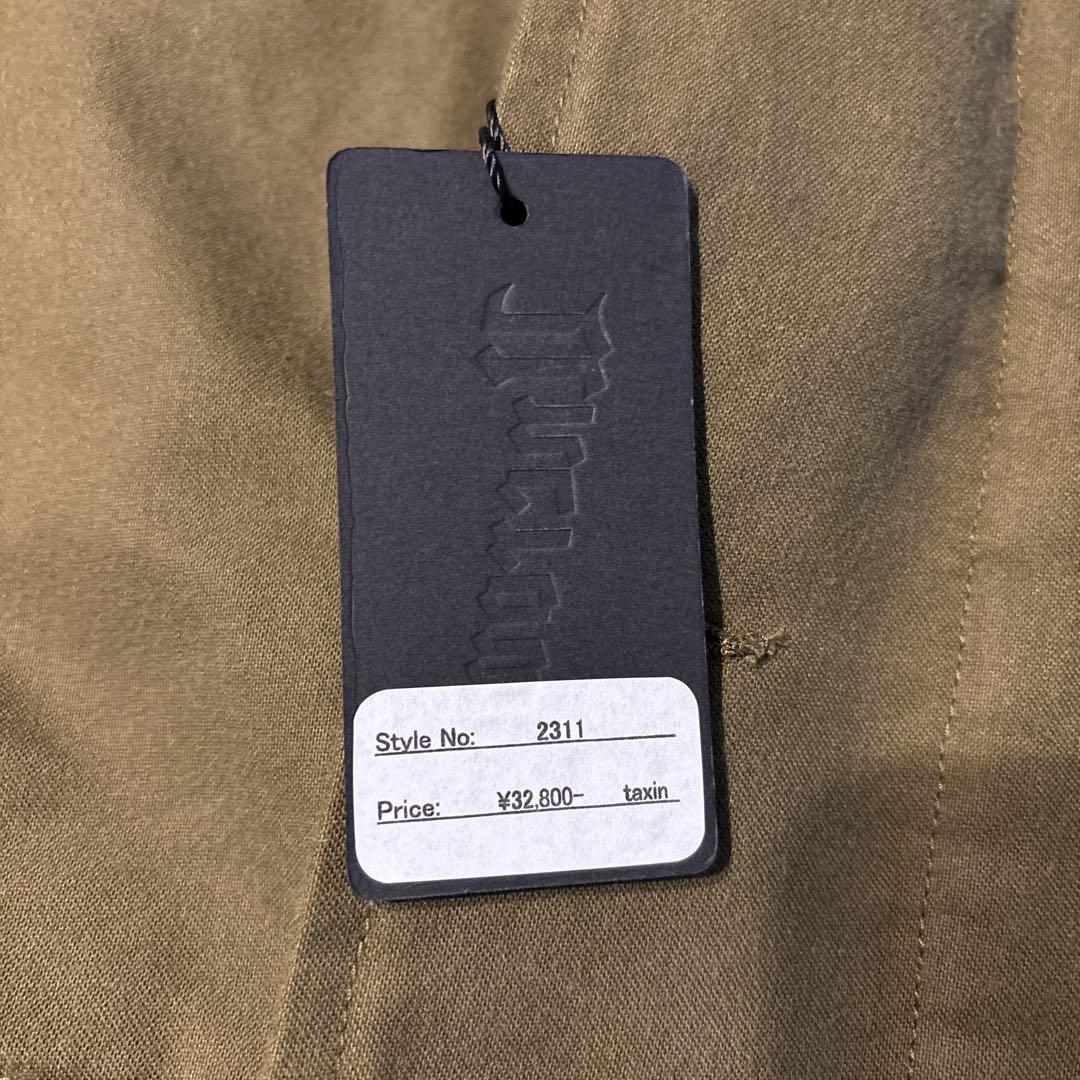 Style No: 2311
Price: ¥32,800- taxin